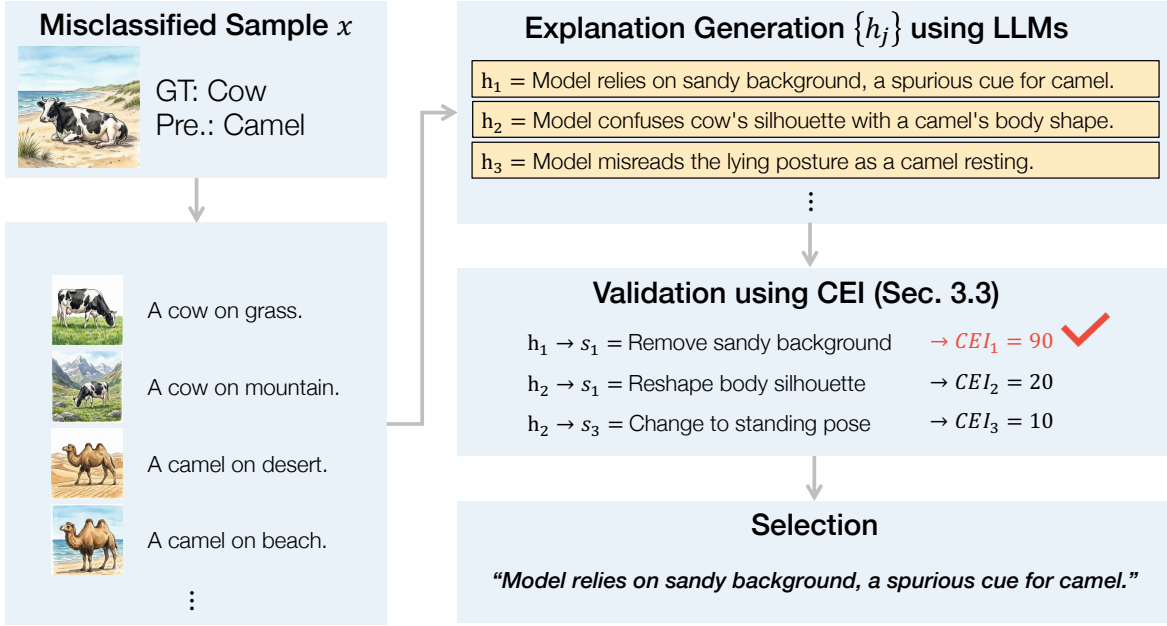 Misclassified Sample x
GT: Cow
Pre.: Camel
A cow on grass.
A cow on mountain.
A camel on desert.
A camel on beach.
⋮
Explanation Generation {h_j} using LLMs
h₁ = Model relies on sandy background, a spurious cue for camel.
h₂ = Model confuses cow's silhouette with a camel's body shape.
h₃ = Model misreads the lying posture as a camel resting.
⋮
Validation using CEI (Sec. 3.3)
h₁ → s₁ = Remove sandy background → CEI₁ = 90
h₂ → s₁ = Reshape body silhouette → CEI₂ = 20
h₂ → s₃ = Change to standing pose → CEI₃ = 10
Selection
“Model relies on sandy background, a spurious cue for camel.”